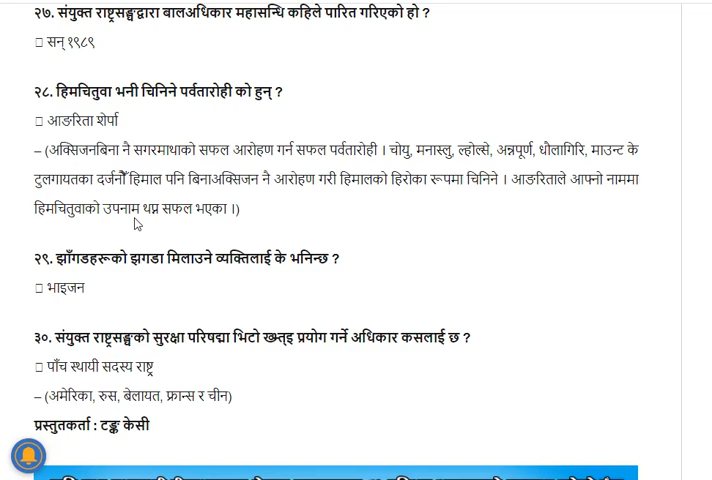 २७. संयुक्त राष्ट्रसङ्घद्वारा बालअधिकार महासन्धि कहिले पारित गरिएको हो ?
□ सन् १९८९
२८. हिमचितुवा भनी चिनिने पर्वतारोही को हुन् ?
□ आङरिता शेर्पा
– (अक्सिजनबिना नै सगरमाथाको सफल आरोहण गर्न सफल पर्वतारोही । चोयु, मनास्लु, ल्होत्से, अन्नपूर्ण, धौलागिरि, माउन्ट के
टुलगायतका दर्जनौँ हिमाल पनि बिनाअक्सिजन नै आरोहण गरी हिमालको हिरोका रूपमा चिनिने । आङरिताले आफ्नो नाममा
हिमचितुवाको उपनाम थप्न सफल भएका ।)
२९. झाँगडहरूको झगडा मिलाउने व्यक्तिलाई के भनिन्छ ?
□ भाइजन
३०. संयुक्त राष्ट्रसङ्घको सुरक्षा परिषद्मा भिटो ख्भ्त्इ प्रयोग गर्ने अधिकार कसलाई छ ?
□ पाँच स्थायी सदस्य राष्ट्र
– (अमेरिका, रुस, बेलायत, फ्रान्स र चीन)
प्रस्तुतकर्ता : टङ्क केसी